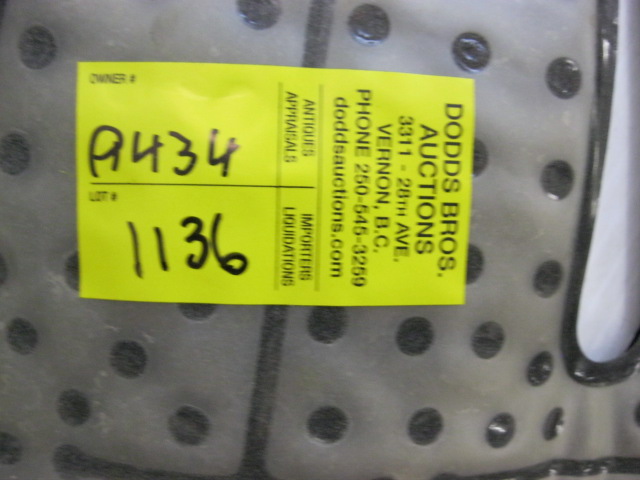 OWNER #
A434
LOT #
1136
ANTIQUES
APPRAISALS
IMPORTERS
LIQUIDATIONS
DODDS BROS.
AUCTIONS
3311 - 28TH AVE.
VERNON, B.C.
PHONE 250-545-3259
doddsauctions.com